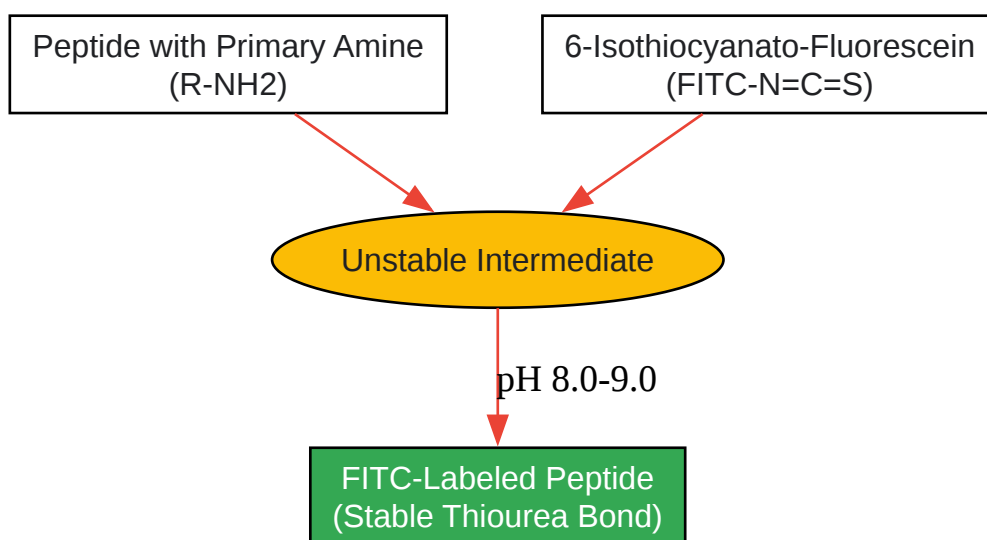 Peptide with Primary Amine
(R-NH2)
6-Isothiocyanato-Fluorescein
(FITC-N=C=S)
Unstable Intermediate
pH 8.0-9.0
FITC-Labeled Peptide
(Stable Thiourea Bond)